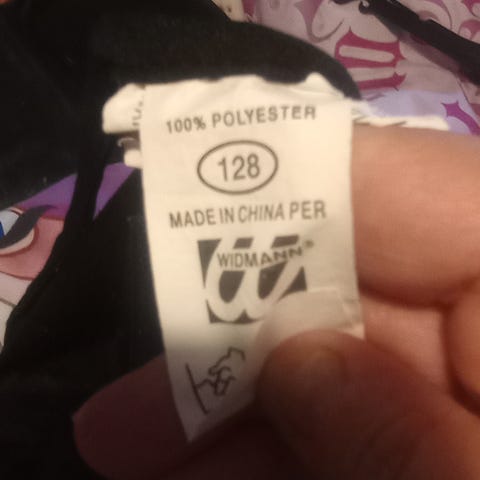 100% POLYESTER
128
MADE IN CHINA PER
WIDMANN®